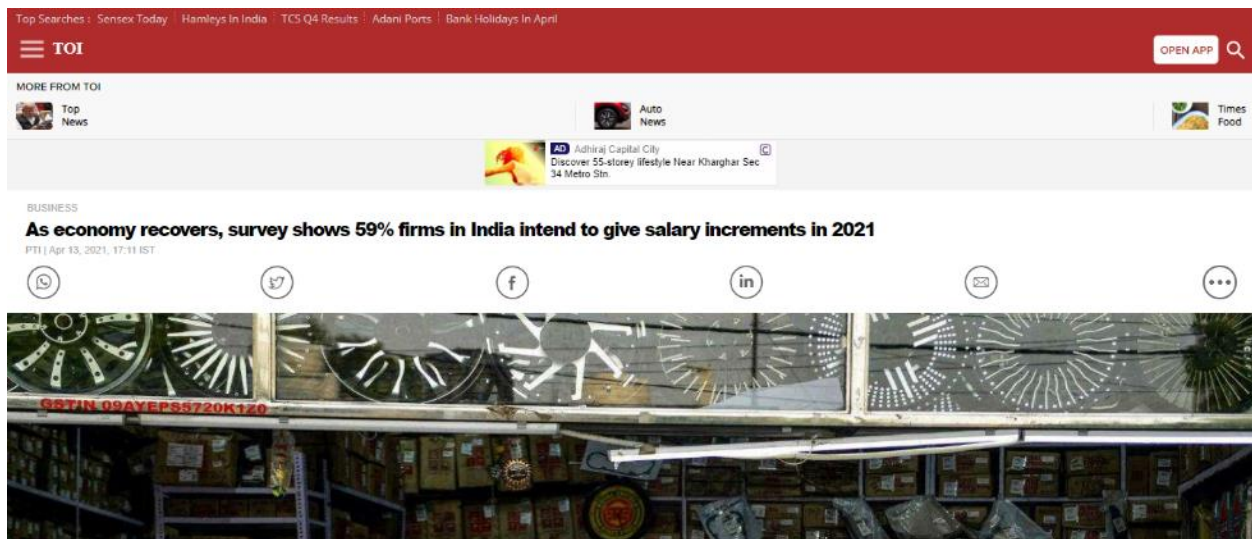 Top Searches : Sensex Today Hamleys In India TCS Q4 Results Adani Ports Bank Holidays In April
TOI
OPEN APP
MORE FROM TOI
Top
News
Auto
News
Times
Food
AD Adhiraj Capital City
Discover 55-storey lifestyle Near Kharghar Sec
34 Metro Stn.
BUSINESS
As economy recovers, survey shows 59% firms in India intend to give salary increments in 2021
PTI | Apr 13, 2021, 17:11 IST
GSTIN 09AYEPS5720K1Z0